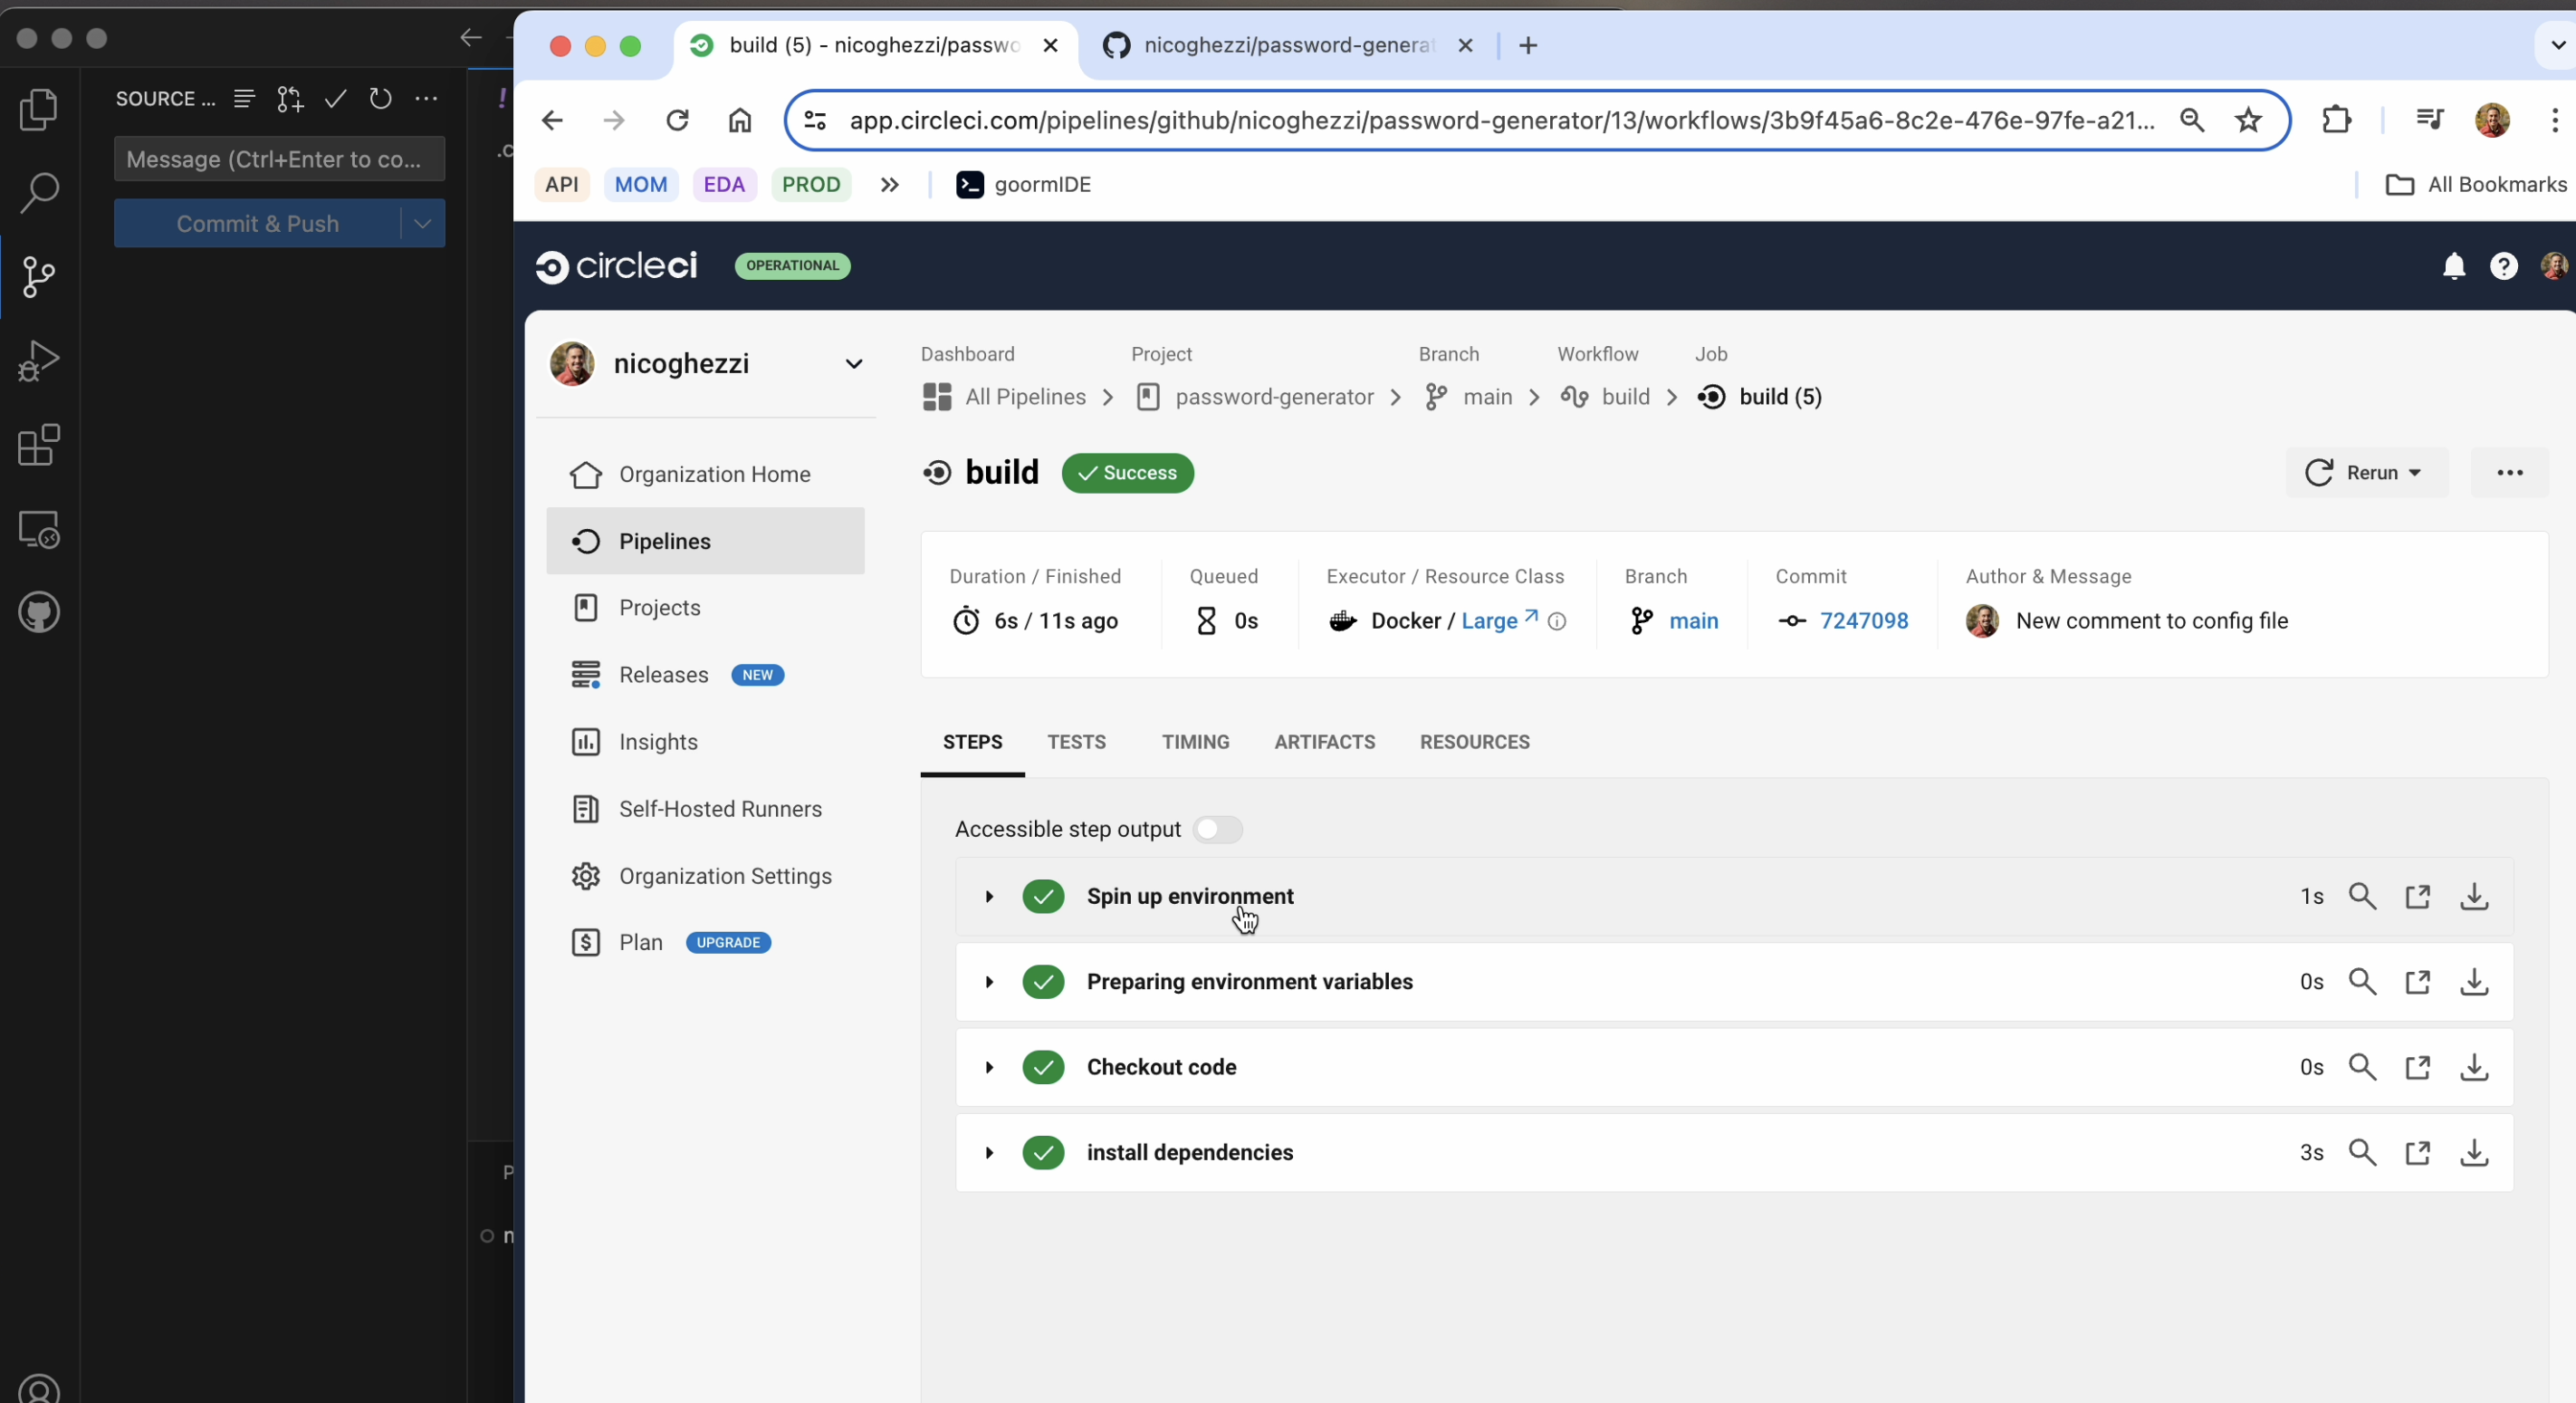 build (5) - nicoghezzi/passwo
nicoghezzi/password-generat
SOURCE ...
Message (Ctrl+Enter to co...
Commit & Push
app.circleci.com/pipelines/github/nicoghezzi/password-generator/13/workflows/3b9f45a6-8c2e-476e-97fe-a21...
API MOM EDA PROD » goormIDE All Bookmarks
circleci OPERATIONAL
nicoghezzi
Organization Home
Pipelines
Projects
Releases NEW
Insights
Self-Hosted Runners
Organization Settings
Plan UPGRADE
Dashboard Project Branch Workflow Job
All Pipelines password-generator main build build (5)
build Success
Rerun
Duration / Finished Queued Executor / Resource Class Branch Commit Author & Message
6s / 11s ago 0s Docker / Large main 7247098 New comment to config file
STEPS TESTS TIMING ARTIFACTS RESOURCES
Accessible step output
Spin up environment 1s
Preparing environment variables 0s
Checkout code 0s
install dependencies 3s